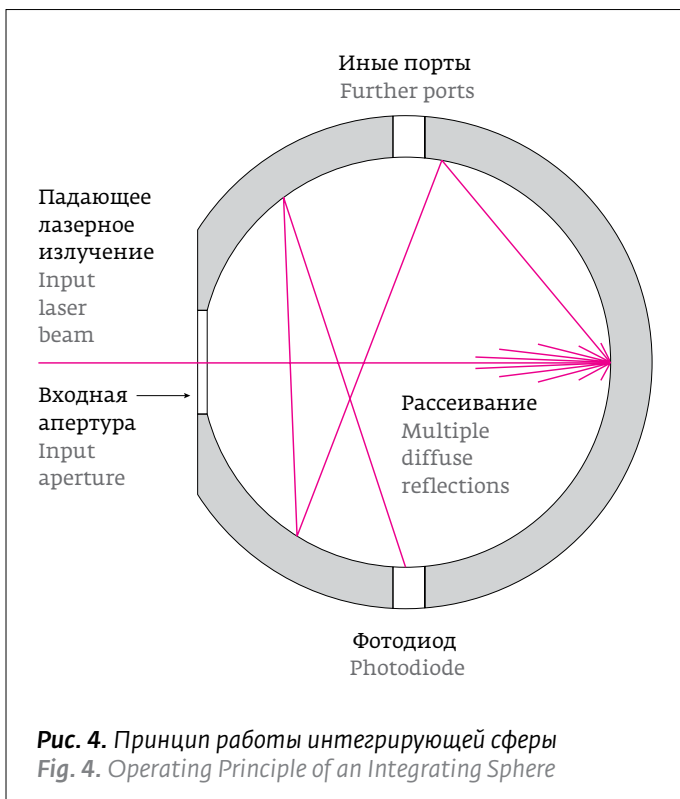 Иные порты
Further ports
Падающее
лазерное
излучение
Input
laser
beam
Входная
апертура
Input
aperture
Рассеивание
Multiple
diffuse
reflections
Фотодиод
Photodiode
Рис. 4. Принцип работы интегрирующей сферы
Fig. 4. Operating Principle of an Integrating Sphere